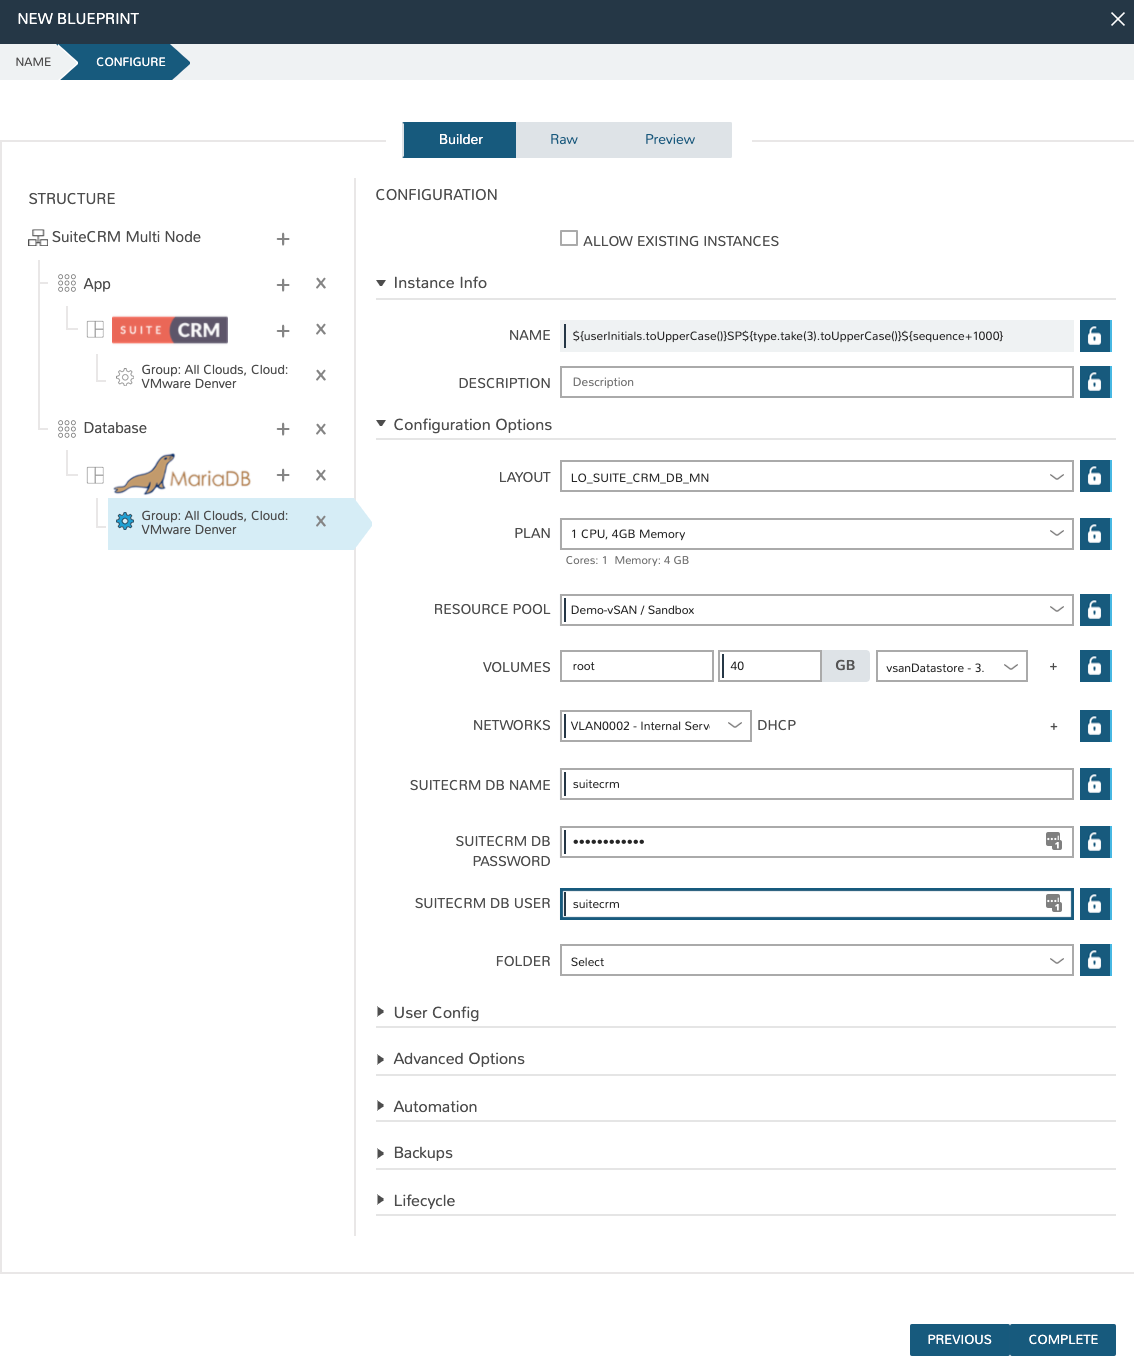 NEW BLUEPRINT
NAME
CONFIGURE
Builder
Raw
Preview
STRUCTURE
SuiteCRM Multi Node
App
SUITE CRM
Group: All Clouds, Cloud:
VMware Denver
Database
MariaDB
Group: All Clouds, Cloud:
VMware Denver
CONFIGURATION
ALLOW EXISTING INSTANCES
Instance Info
NAME
${userInitials.toUpperCase()}SP${type.take(3).toUpperCase()}${sequence+1000}
DESCRIPTION
Description
Configuration Options
LAYOUT
LO_SUITE_CRM_DB_MN
PLAN
1 CPU, 4GB Memory
Cores: 1 Memory: 4 GB
RESOURCE POOL
Demo-vSAN / Sandbox
VOLUMES
root
40
GB
vsanDatastore - 3.
+
NETWORKS
VLAN0002 - Internal Serv
DHCP
+
SUITECRM DB NAME
suitecrm
SUITECRM DB
PASSWORD
••••••••••••
SUITECRM DB USER
suitecrm
FOLDER
Select
User Config
Advanced Options
Automation
Backups
Lifecycle
PREVIOUS
COMPLETE